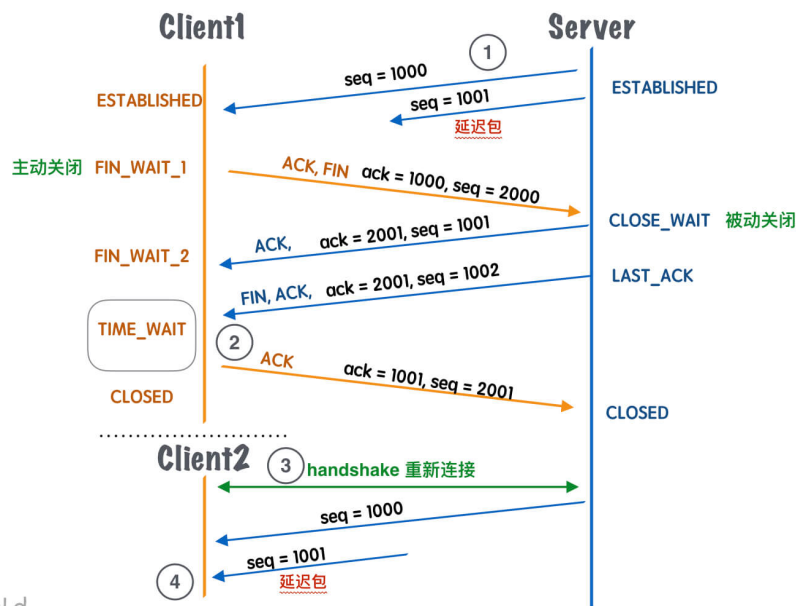 Client1
Server
1
seq = 1000
ESTABLISHED
seq = 1001
ESTABLISHED
延迟包
主动关闭 FIN_WAIT_1
ACK, FIN ack = 1000, seq = 2000
CLOSE_WAIT 被动关闭
ACK, ack = 2001, seq = 1001
FIN_WAIT_2
LAST_ACK
FIN, ACK, ack = 2001, seq = 1002
TIME_WAIT
2
ACK ack = 1001, seq = 2001
CLOSED
CLOSED
Client2
3
handshake 重新连接
seq = 1000
seq = 1001
4
延迟包